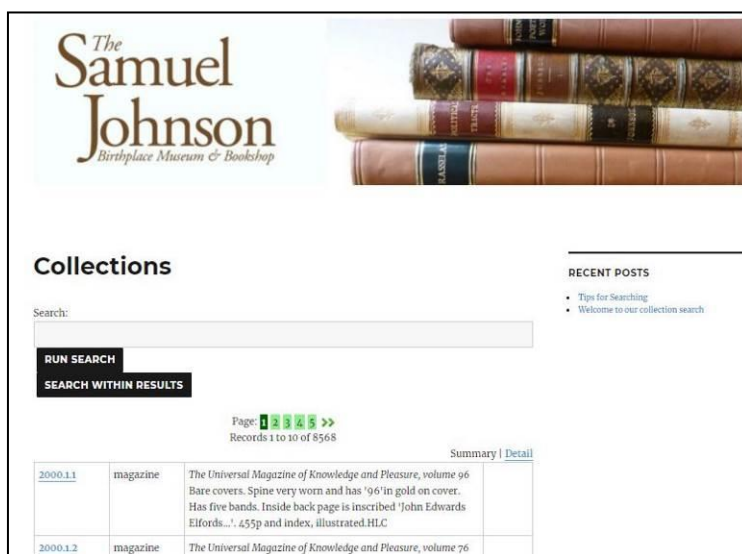 The
Samuel
Johnson
Birthplace Museum & Bookshop
POLITICAL
TRACTS
RASSELAS
Collections
RECENT POSTS
Tips for Searching
Welcome to our collection search
Search:
RUN SEARCH
SEARCH WITHIN RESULTS
Page: 1 2 3 4 5 >>
Records 1 to 10 of 8568
Summary | Detail
2000.1.1 magazine The Universal Magazine of Knowledge and Pleasure, volume 96
Bare covers. Spine very worn and has '96'in gold on cover.
Has five bands. Inside back page is inscribed 'John Edwards
Elfords...'. 455p and index, illustrated.HLC
2000.1.2 magazine The Universal Magazine of Knowledge and Pleasure, volume 76